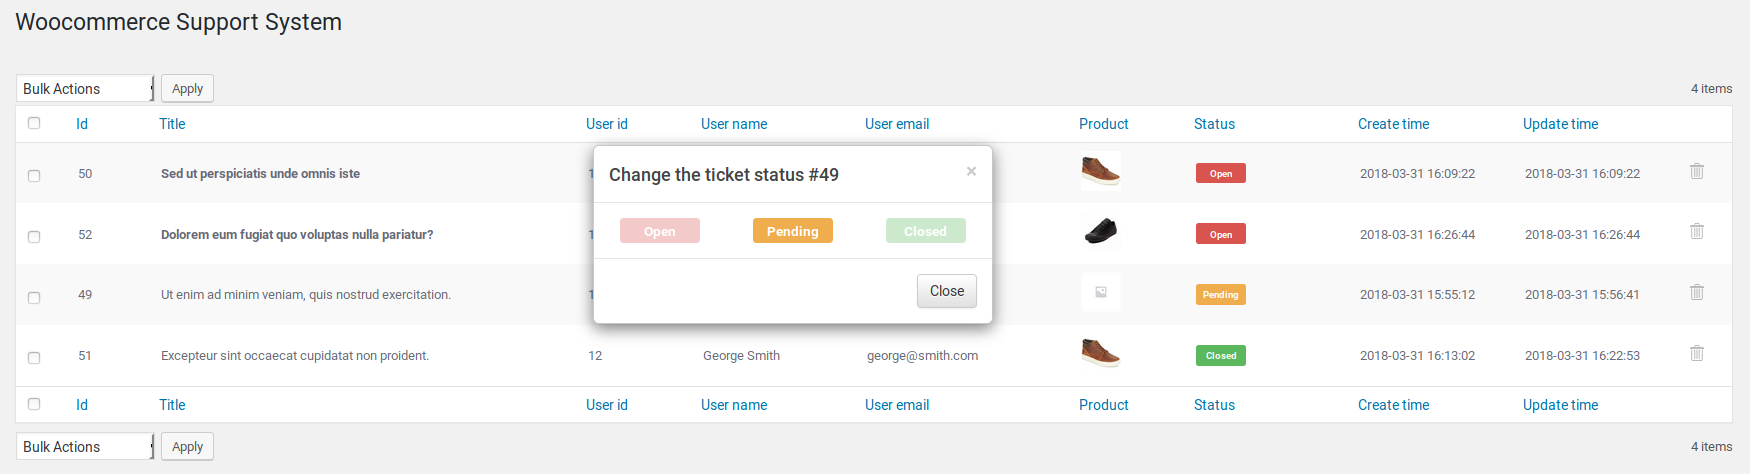 Woocommerce Support System
Bulk Actions Apply 4 items
Id Title User id User name User email Product Status Create time Update time
50 Sed ut perspiciatis unde omnis iste 1 Open 2018-03-31 16:09:22 2018-03-31 16:09:22
Change the ticket status #49 ×
52 Dolorem eum fugiat quo voluptas nulla pariatur? 1 Open 2018-03-31 16:26:44 2018-03-31 16:26:44
Open Pending Closed
49 Ut enim ad minim veniam, quis nostrud exercitation. 1 Pending 2018-03-31 15:55:12 2018-03-31 15:56:41
Close
51 Excepteur sint occaecat cupidatat non proident. 12 George Smith george@smith.com Closed 2018-03-31 16:13:02 2018-03-31 16:22:53
Id Title User id User name User email Product Status Create time Update time
Bulk Actions Apply 4 items